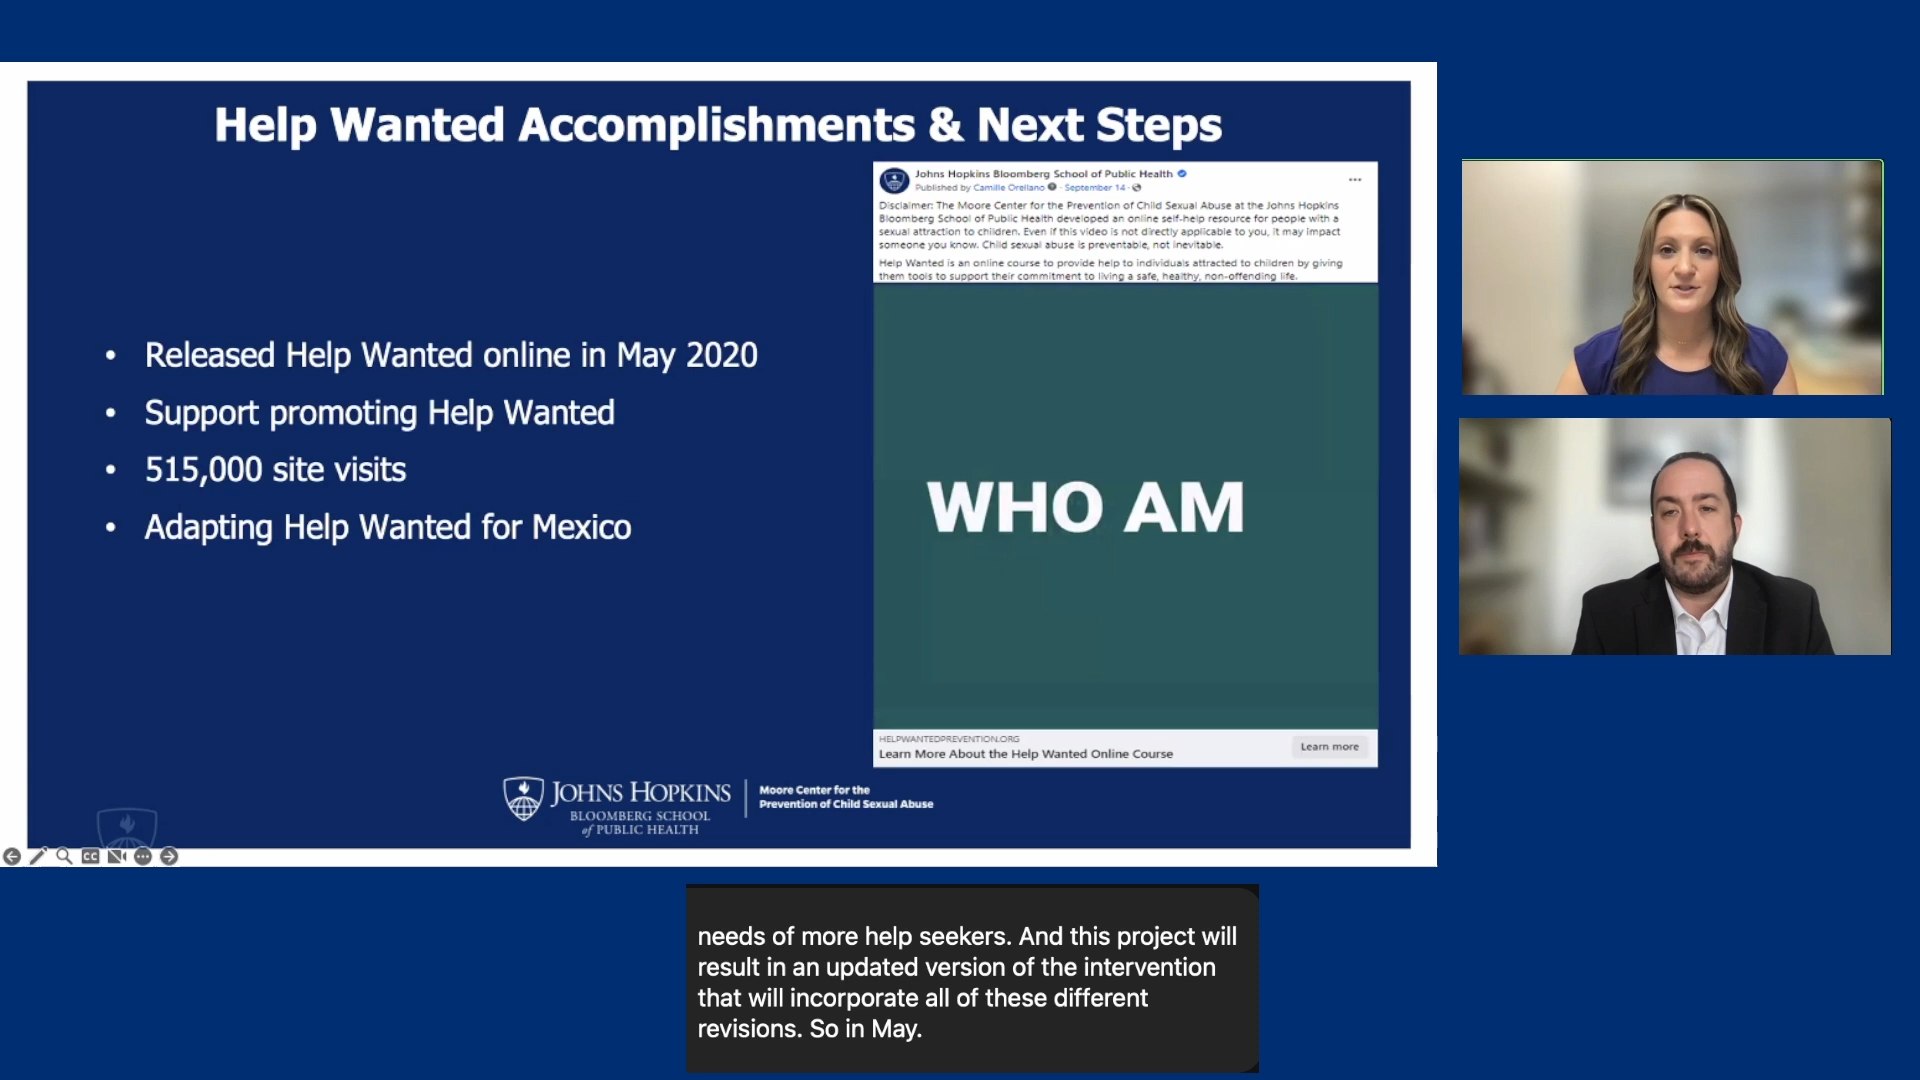 Help Wanted Accomplishments & Next Steps
Johns Hopkins Bloomberg School of Public Health
Published by Camille Orellano · September 14 ·
Disclaimer: The Moore Center for the Prevention of Child Sexual Abuse at the Johns Hopkins
Bloomberg School of Public Health developed an online self-help resource for people with a
sexual attraction to children. Even if this video is not directly applicable to you, it may impact
someone you know. Child sexual abuse is preventable, not inevitable.
Help Wanted is an online course to provide help to individuals attracted to children by giving
them tools to support their commitment to living a safe, healthy, non-offending life.
• Released Help Wanted online in May 2020
• Support promoting Help Wanted
• 515,000 site visits
• Adapting Help Wanted for Mexico
WHO AM
HELPWANTEDPREVENTION.ORG
Learn More About the Help Wanted Online Course
Learn more
JOHNS HOPKINS
BLOOMBERG SCHOOL
of PUBLIC HEALTH
Moore Center for the
Prevention of Child Sexual Abuse
CC
needs of more help seekers. And this project will
result in an updated version of the intervention
that will incorporate all of these different
revisions. So in May.